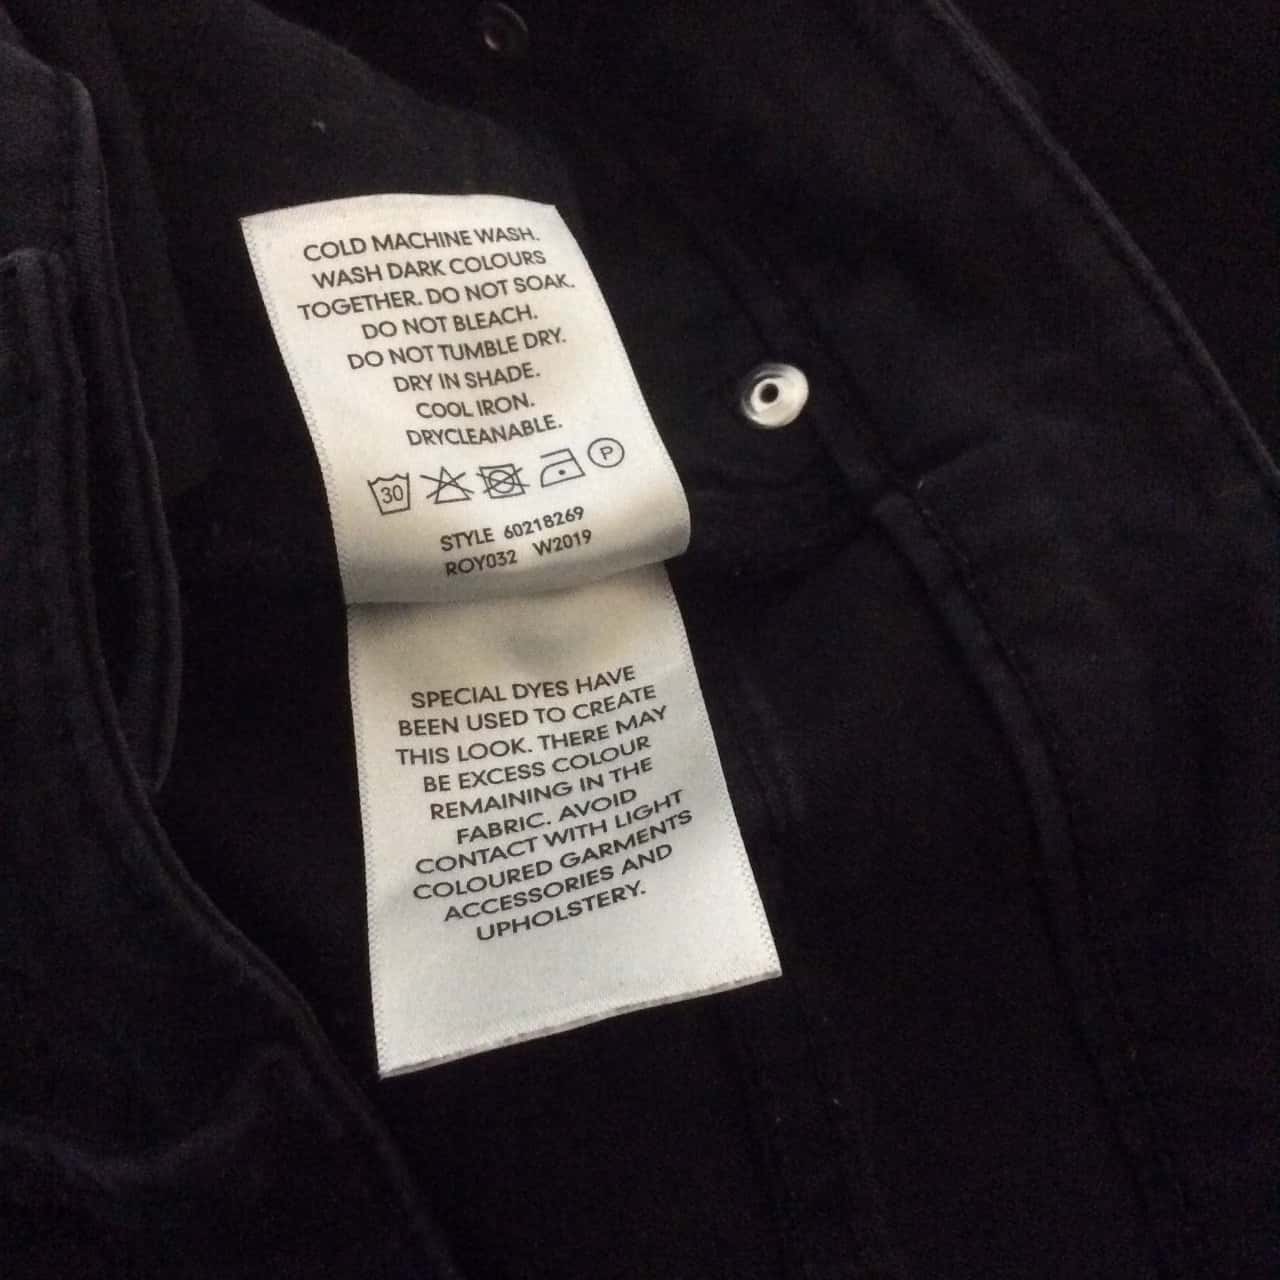 COLD MACHINE WASH.
WASH DARK COLOURS
TOGETHER. DO NOT SOAK.
DO NOT BLEACH.
DO NOT TUMBLE DRY.
DRY IN SHADE.
COOL IRON.
DRYCLEANABLE.
30 P
STYLE 60218269
ROY032 W2019
SPECIAL DYES HAVE
BEEN USED TO CREATE
THIS LOOK. THERE MAY
BE EXCESS COLOUR
REMAINING IN THE
FABRIC. AVOID
CONTACT WITH LIGHT
COLOURED GARMENTS
ACCESSORIES AND
UPHOLSTERY.